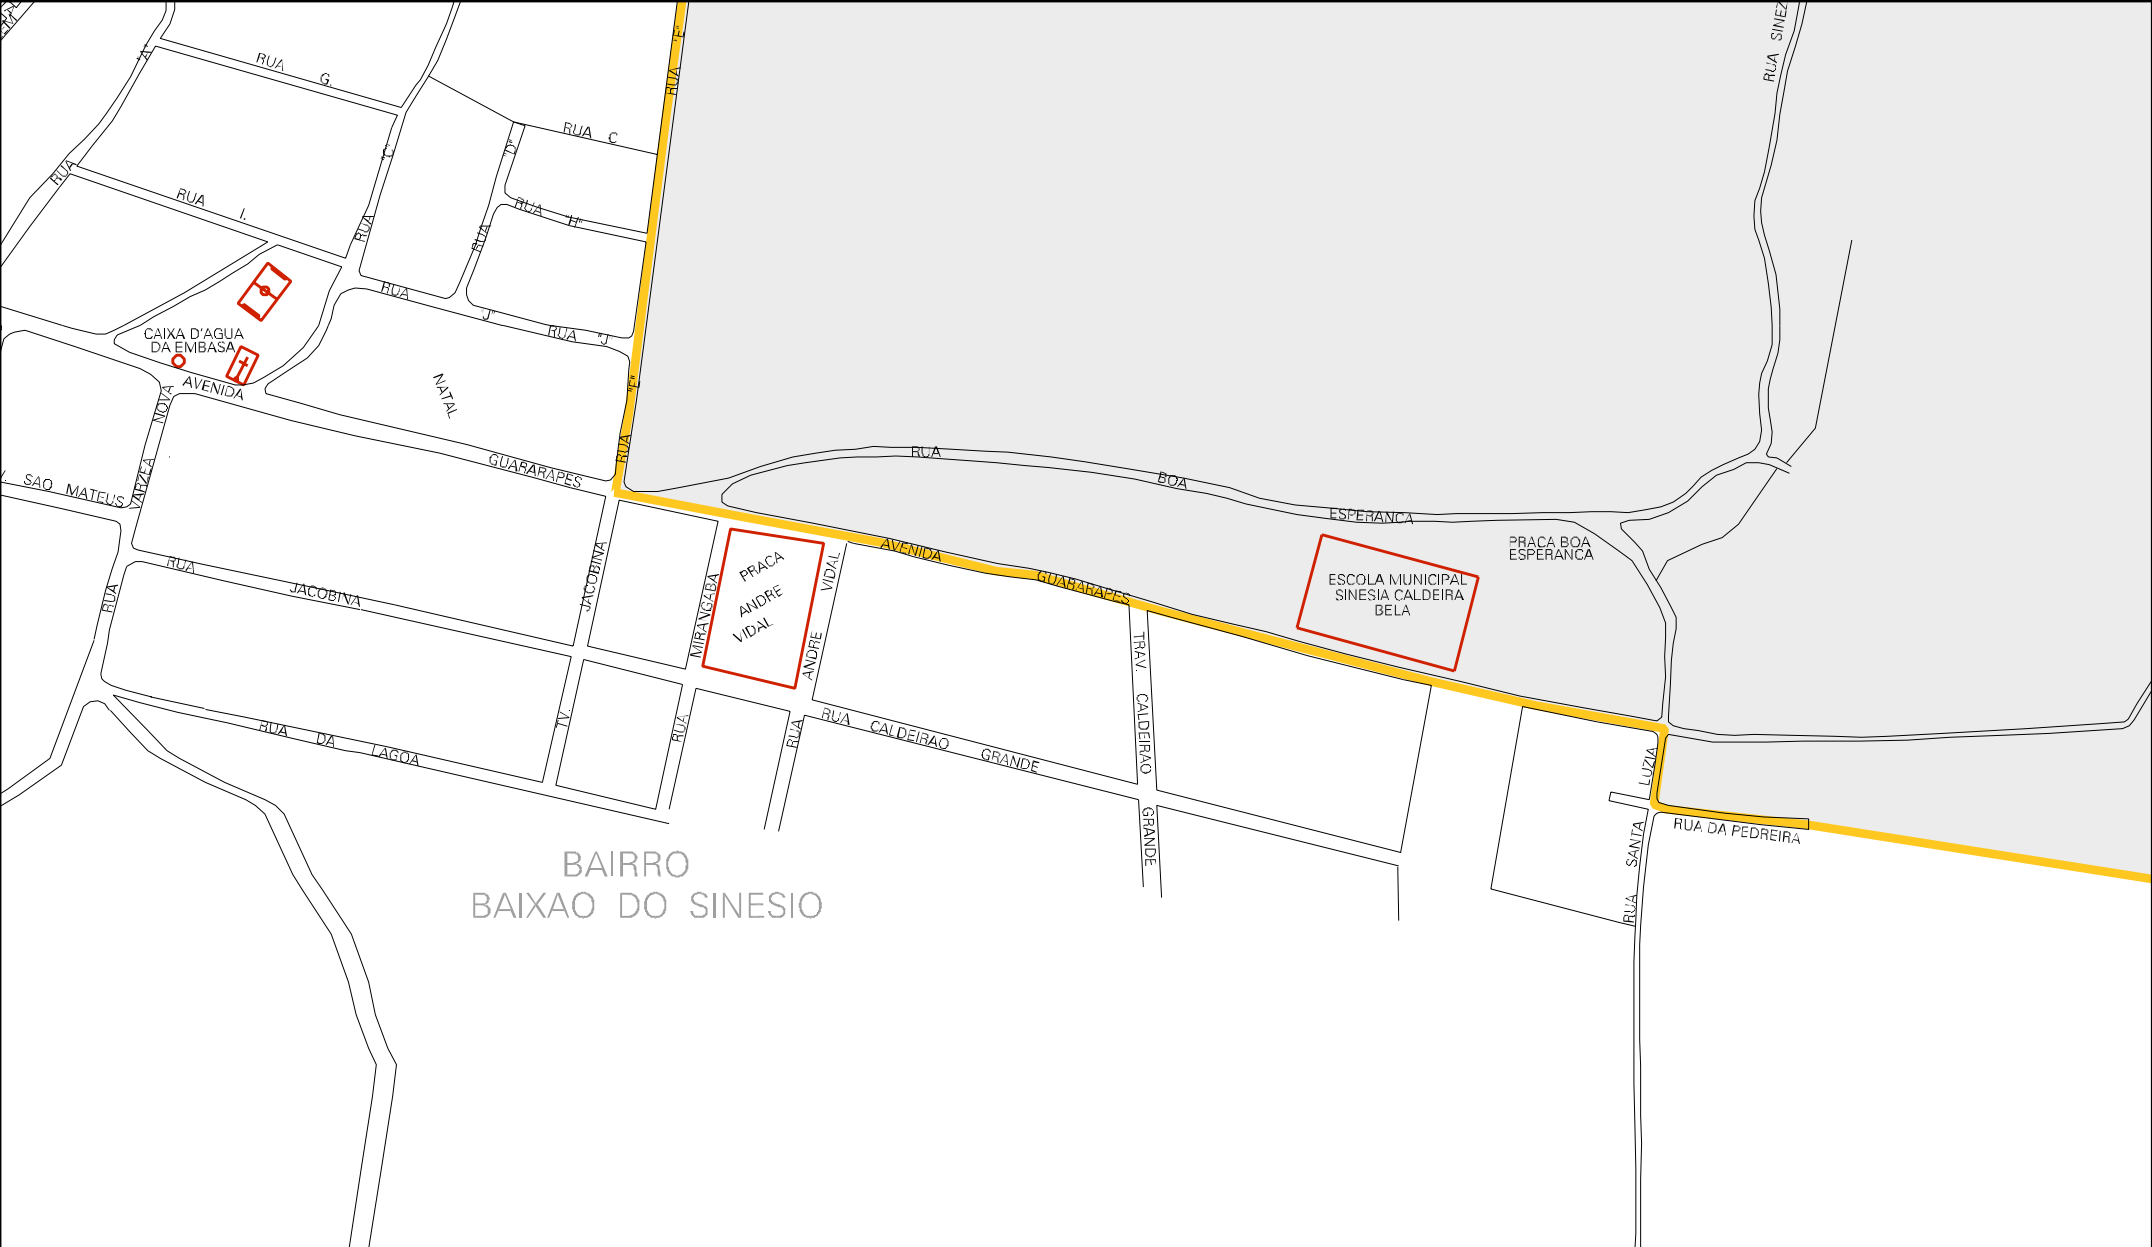 RUA G.
"A"
RUA
RUA "E"
RUA SINEZ
RUA C
"D"
"C"
RUA
RUA I.
RUA "H"
RUA
RUA "J"
RUA "J"
CAIXA D'AGUA
DA EMBASA
AVENIDA
NATAL
"E"
RUA
NOVA
VARZEA
RUA
GUARARAPES
SAO MATEUS
RUA BOA ESPERANCA
PRACA BOA
ESPERANCA
ESCOLA MUNICIPAL
SINESIA CALDEIRA
BELA
AVENIDA GUARARAPES
PRACA
ANDRE
VIDAL
RUA JACOBINA
JACOBINA
TV.
MIRANGABA
RUA
VIDAL
ANDRE
RUA
TRAV. CALDEIRAO GRANDE
RUA CALDEIRAO GRANDE
RUA DA LAGOA
LUZIA
SANTA
RUA
RUA DA PEDREIRA
BAIRRO
BAIXAO DO SINESIO